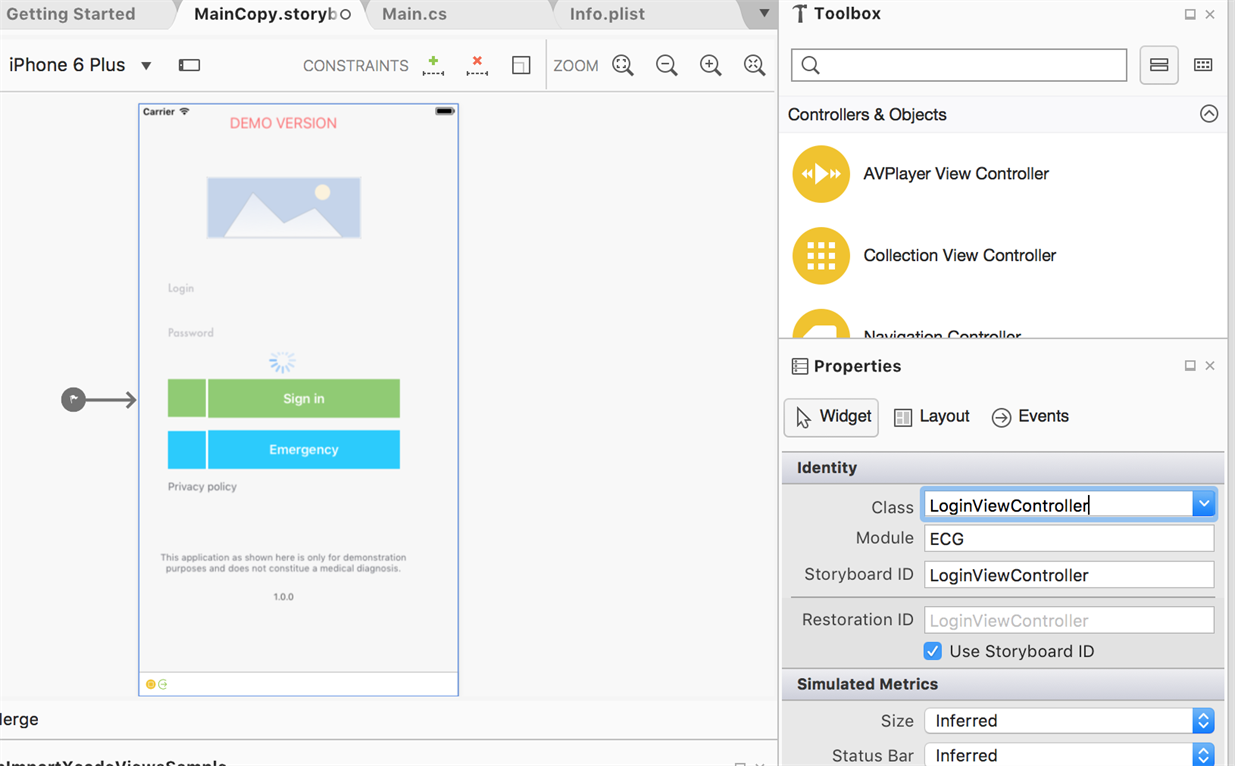 Getting Started
MainCopy.storyb
Main.cs
Info.plist
Toolbox
iPhone 6 Plus
CONSTRAINTS
ZOOM
Controllers & Objects
AVPlayer View Controller
Collection View Controller
Navigation Controller
Carrier
DEMO VERSION
Login
Password
Sign in
Emergency
Privacy policy
This application as shown here is only for demonstration
purposes and does not constitue a medical diagnosis.
1.0.0
Properties
Widget
Layout
Events
Identity
Class
LoginViewController
Module
ECG
Storyboard ID
LoginViewController
Restoration ID
LoginViewController
Use Storyboard ID
Simulated Metrics
Size
Inferred
Status Bar
Inferred
lerge
ImportXcodeViewsSample